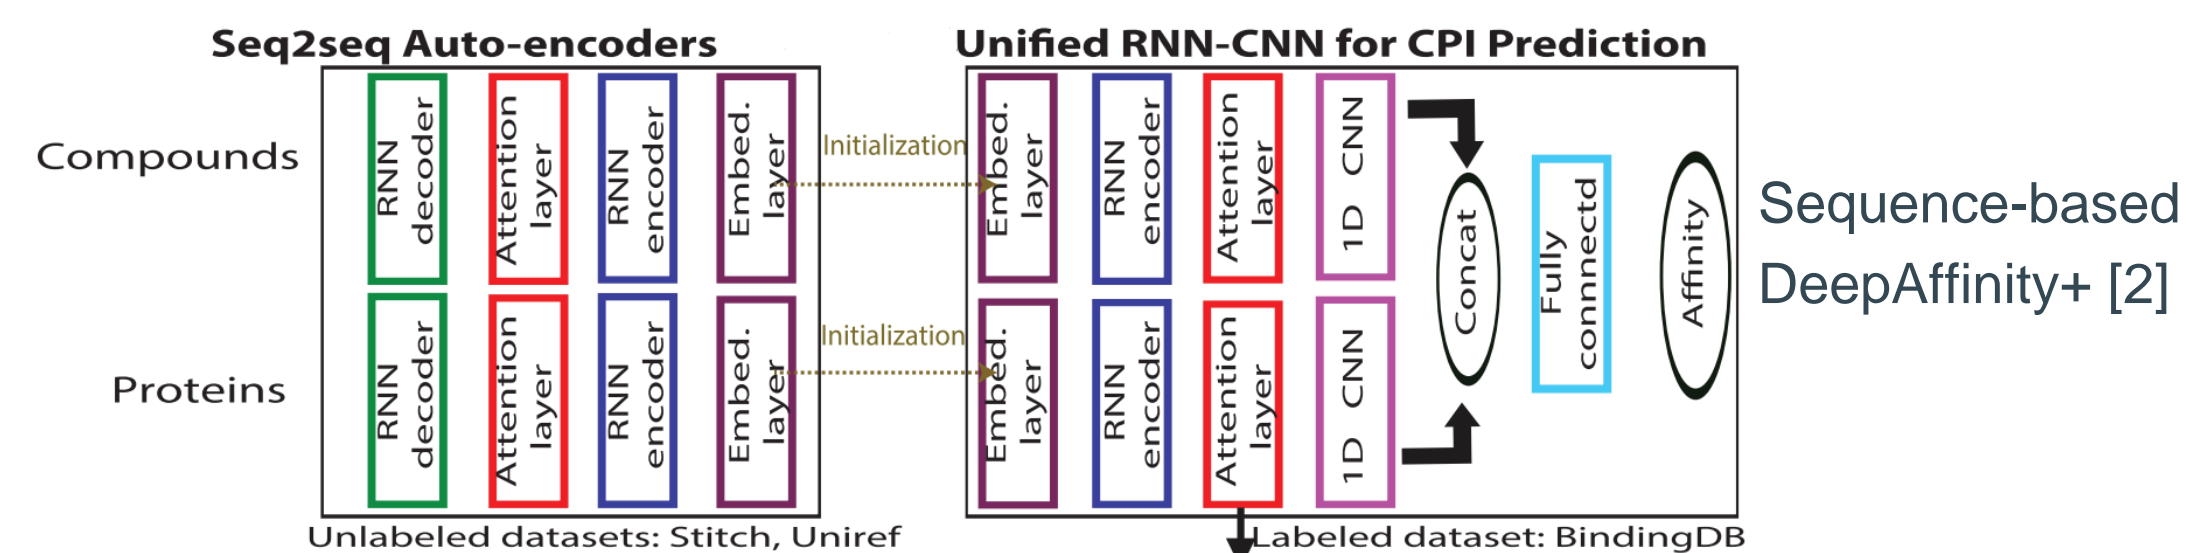 Seq2seq Auto-encoders
Compounds
Proteins
RNN
decoder
Attention
layer
RNN
encoder
Embed.
layer
RNN
decoder
Attention
layer
RNN
encoder
Embed.
layer
Unlabeled datasets: Stitch, Uniref
Initialization
Initialization
Unified RNN-CNN for CPI Prediction
Embed.
layer
RNN
encoder
Attention
layer
1D CNN
Embed.
layer
RNN
encoder
Attention
layer
1D CNN
Concat
Fully
connnectd
Affinity
Labeled dataset: BindingDB
Sequence-based
DeepAffinity+ [2]